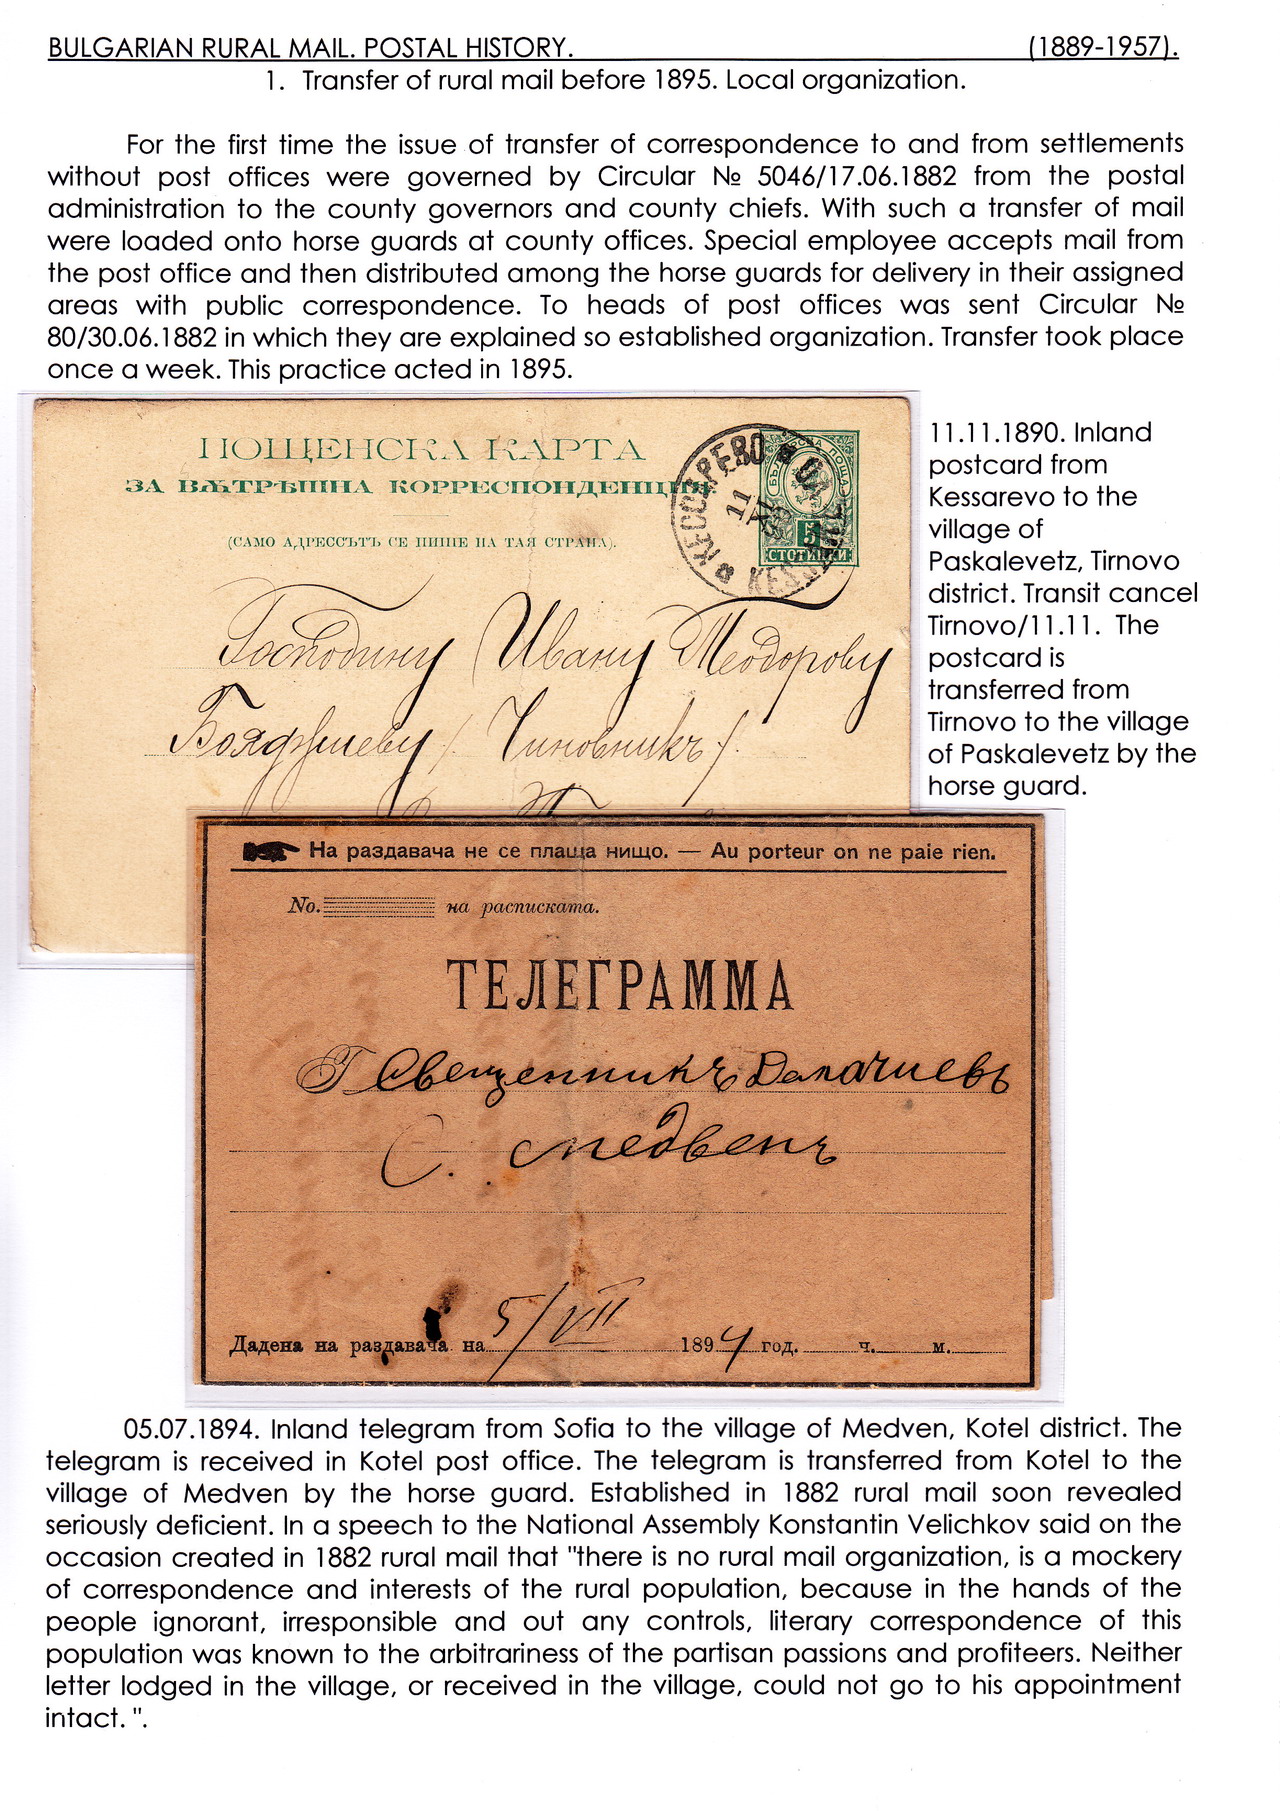 BULGARIAN RURAL MAIL. POSTAL HISTORY. (1889-1957).
1. Transfer of rural mail before 1895. Local organization.
For the first time the issue of transfer of correspondence to and from settlements
without post offices were governed by Circular № 5046/17.06.1882 from the postal
administration to the county governors and county chiefs. With such a transfer of mail
were loaded onto horse guards at county offices. Special employee accepts mail from
the post office and then distributed among the horse guards for delivery in their assigned
areas with public correspondence. To heads of post offices was sent Circular №
80/30.06.1882 in which they are explained so established organization. Transfer took place
once a week. This practice acted in 1895.
ПОЩЕНСКА КАРТА
ЗА ВѪТРѢШНА КОРРЕСПОНДЕНЦИЯ
(САМО АДРЕССЪТЪ СЕ ПИШЕ НА ТАЯ СТРАНА).
КЕССЕРЕВО
11
XI
БЪЛГАРСКА ПОЩА
5
СТОТИНКИ
Господину Ивану Теодорову
Бояджиеву / Чиновникъ /
11.11.1890. Inland
postcard from
Kessarevo to the
village of
Paskalevetz, Tirnovo
district. Transit cancel
Tirnovo/11.11. The
postcard is
transferred from
Tirnovo to the village
of Paskalevetz by the
horse guard.
На раздавача не се плаща нищо. — Au porteur on ne paie rien.
No. на расписката.
ТЕЛЕГРАММА
Г Свещенникъ Далачиевъ
С. Медвенъ
Дадена на раздавача на 5/VII 1894 год. ч. м.
05.07.1894. Inland telegram from Sofia to the village of Medven, Kotel district. The
telegram is received in Kotel post office. The telegram is transferred from Kotel to the
village of Medven by the horse guard. Established in 1882 rural mail soon revealed
seriously deficient. In a speech to the National Assembly Konstantin Velichkov said on the
occasion created in 1882 rural mail that "there is no rural mail organization, is a mockery
of correspondence and interests of the rural population, because in the hands of the
people ignorant, irresponsible and out any controls, literary correspondence of this
population was known to the arbitrariness of the partisan passions and profiteers. Neither
letter lodged in the village, or received in the village, could not go to his appointment
intact. ".